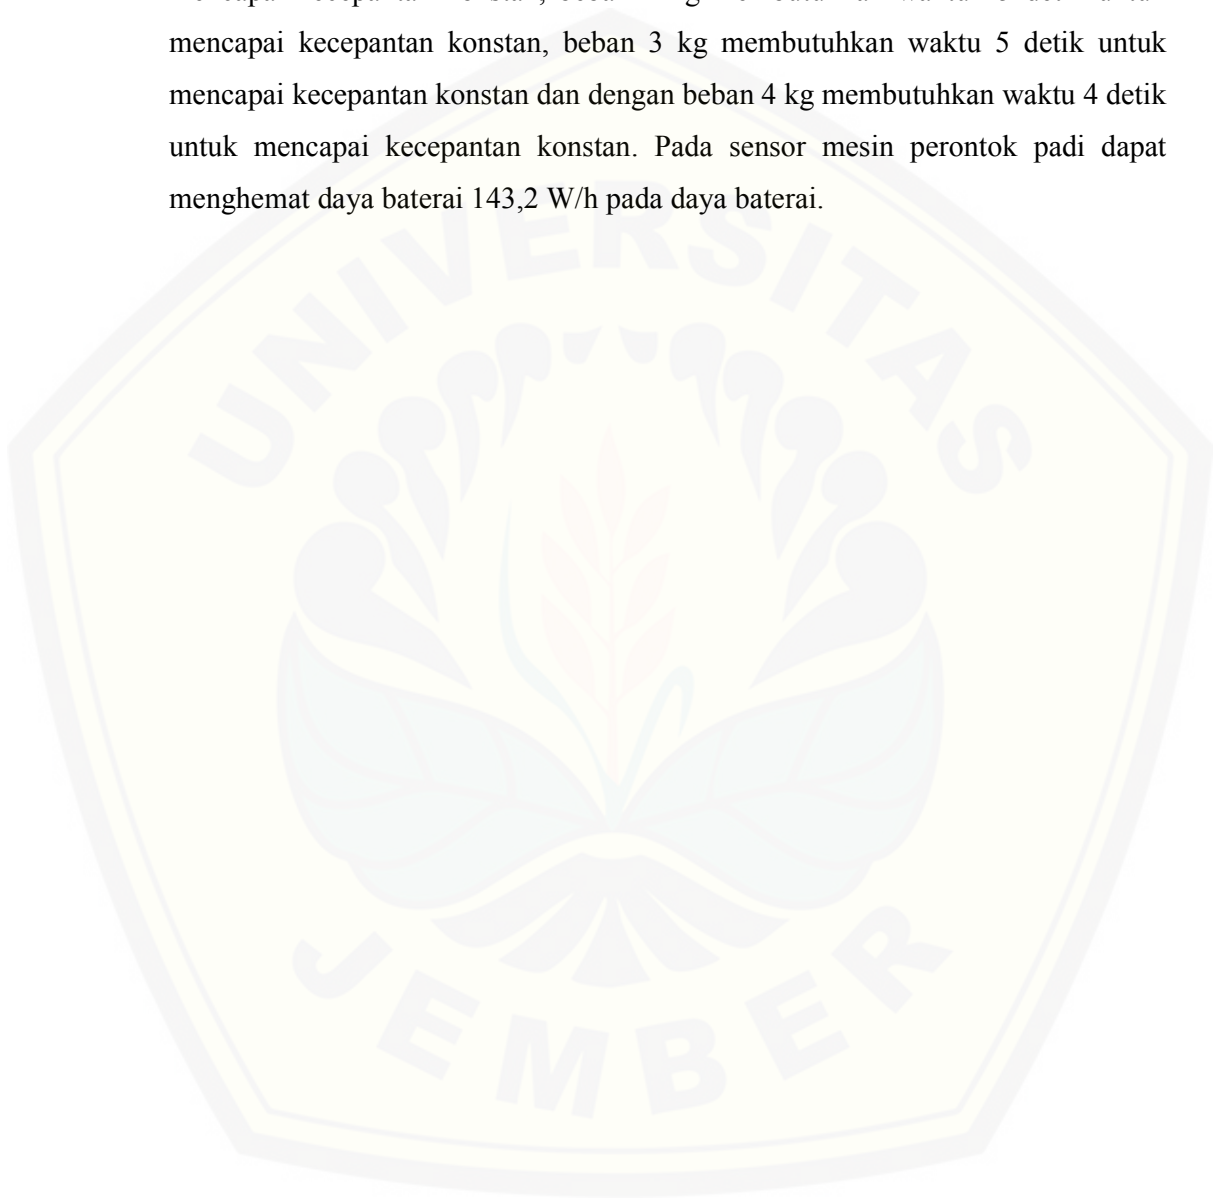 mencapai kecepantan konstan, beban 3 kg membutuhkan waktu 5 detik untuk
mencapai kecepantan konstan dan dengan beban 4 kg membutuhkan waktu 4 detik
untuk mencapai kecepantan konstan. Pada sensor mesin perontok padi dapat
menghemat daya baterai 143,2 W/h pada daya baterai.
UNIVERSITAS
JEMBER